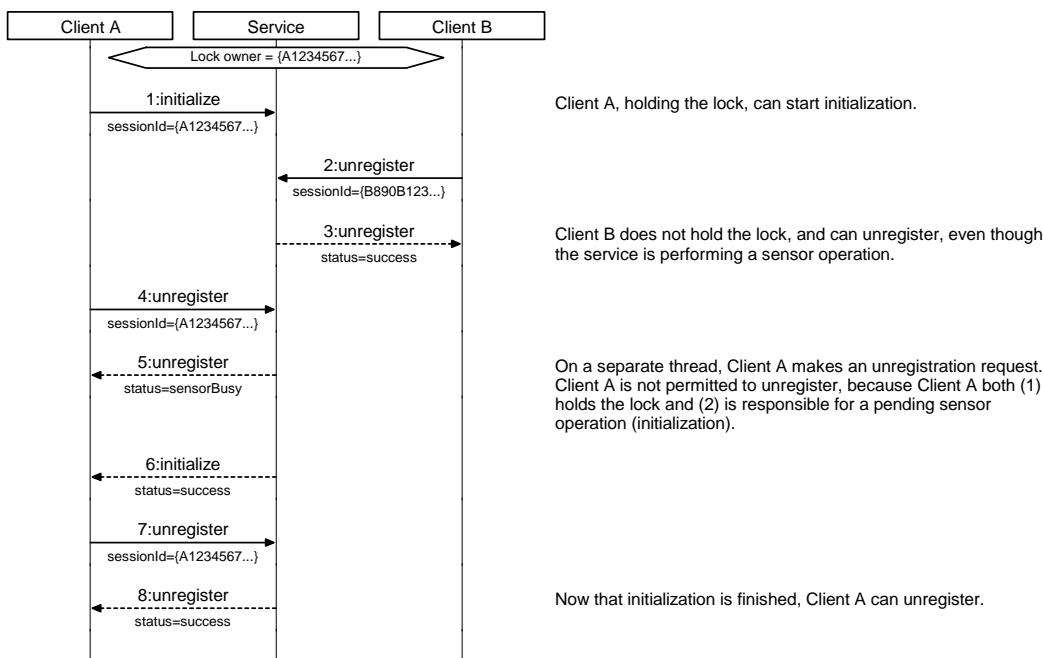 Client A
Service
Client B
Lock owner = {A1234567...}
1:initialize
sessionId={A1234567...}
Client A, holding the lock, can start initialization.
2:unregister
sessionId={B890B123...}
3:unregister
status=success
Client B does not hold the lock, and can unregister, even though
the service is performing a sensor operation.
4:unregister
sessionId={A1234567...}
5:unregister
status=sensorBusy
On a separate thread, Client A makes an unregistration request.
Client A is not permitted to unregister, because Client A both (1)
holds the lock and (2) is responsible for a pending sensor
operation (initialization).
6:initialize
status=success
7:unregister
sessionId={A1234567...}
8:unregister
status=success
Now that initialization is finished, Client A can unregister.